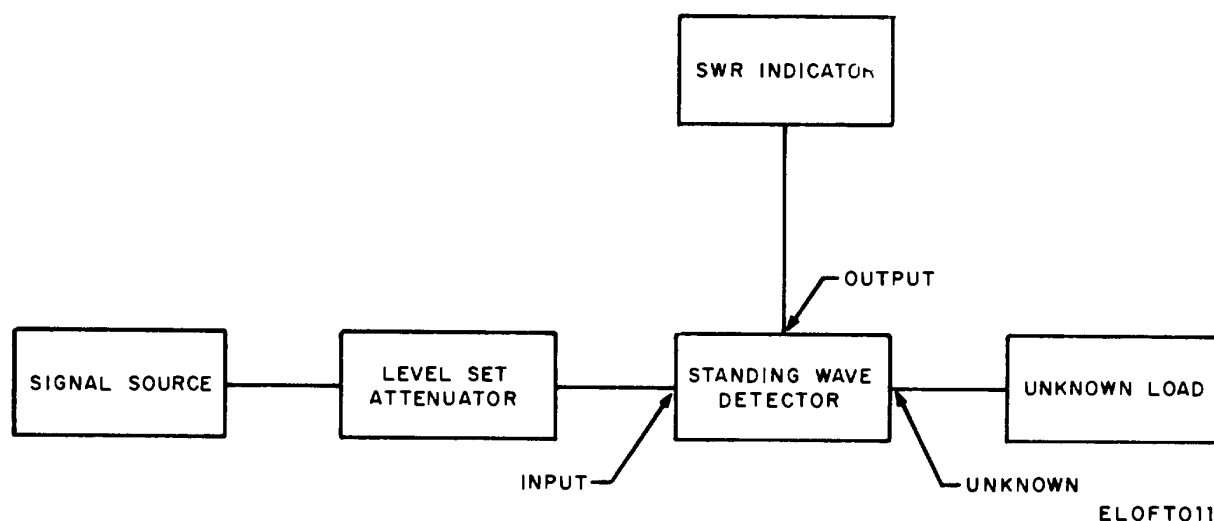 SWR INDICATOR
OUTPUT
SIGNAL SOURCE
LEVEL SET
ATTENUATOR
STANDING WAVE
DETECTOR
UNKNOWN LOAD
INPUT
UNKNOWN
ELOFT011